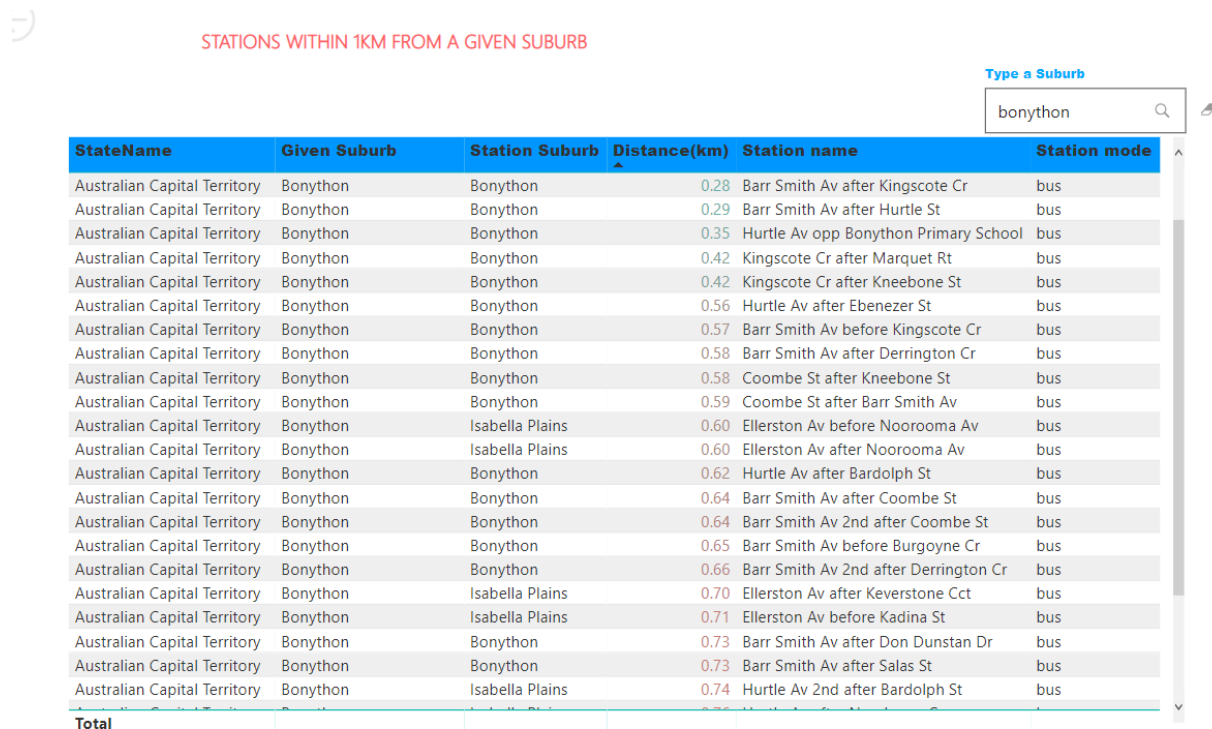 STATIONS WITHIN 1KM FROM A GIVEN SUBURB
Type a Suburb
bonython
StateName Given Suburb Station Suburb Distance(km) Station name Station mode
Australian Capital Territory Bonython Bonython 0.28 Barr Smith Av after Kingscote Cr bus
Australian Capital Territory Bonython Bonython 0.29 Barr Smith Av after Hurtle St bus
Australian Capital Territory Bonython Bonython 0.35 Hurtle Av opp Bonython Primary School bus
Australian Capital Territory Bonython Bonython 0.42 Kingscote Cr after Marquet Rt bus
Australian Capital Territory Bonython Bonython 0.42 Kingscote Cr after Kneebone St bus
Australian Capital Territory Bonython Bonython 0.56 Hurtle Av after Ebenezer St bus
Australian Capital Territory Bonython Bonython 0.57 Barr Smith Av before Kingscote Cr bus
Australian Capital Territory Bonython Bonython 0.58 Barr Smith Av after Derrington Cr bus
Australian Capital Territory Bonython Bonython 0.58 Coombe St after Kneebone St bus
Australian Capital Territory Bonython Bonython 0.59 Coombe St after Barr Smith Av bus
Australian Capital Territory Bonython Isabella Plains 0.60 Ellerston Av before Noorooma Av bus
Australian Capital Territory Bonython Isabella Plains 0.60 Ellerston Av after Noorooma Av bus
Australian Capital Territory Bonython Bonython 0.62 Hurtle Av after Bardolph St bus
Australian Capital Territory Bonython Bonython 0.64 Barr Smith Av after Coombe St bus
Australian Capital Territory Bonython Bonython 0.64 Barr Smith Av 2nd after Coombe St bus
Australian Capital Territory Bonython Bonython 0.65 Barr Smith Av before Burgoyne Cr bus
Australian Capital Territory Bonython Bonython 0.66 Barr Smith Av 2nd after Derrington Cr bus
Australian Capital Territory Bonython Isabella Plains 0.70 Ellerston Av after Keverstone Cct bus
Australian Capital Territory Bonython Isabella Plains 0.71 Ellerston Av before Kadina St bus
Australian Capital Territory Bonython Bonython 0.73 Barr Smith Av after Don Dunstan Dr bus
Australian Capital Territory Bonython Bonython 0.73 Barr Smith Av after Salas St bus
Australian Capital Territory Bonython Isabella Plains 0.74 Hurtle Av 2nd after Bardolph St bus
Total